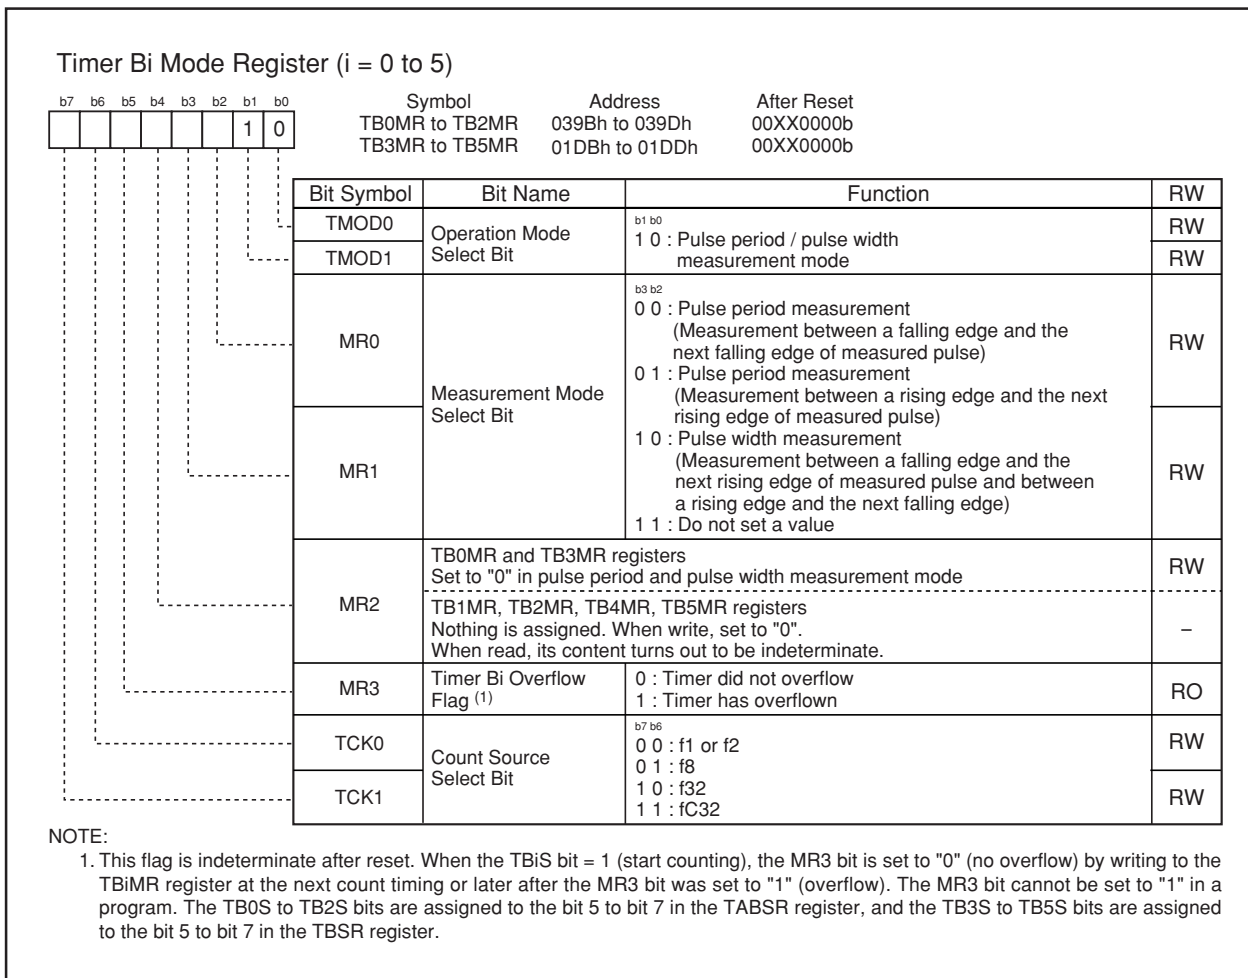 Timer Bi Mode Register (i = 0 to 5)
b7 b6 b5 b4 b3 b2 b1 b0
1 0
Symbol Address After Reset
TB0MR to TB2MR 039Bh to 039Dh 00XX0000b
TB3MR to TB5MR 01DBh to 01DDh 00XX0000b
Bit Symbol Bit Name Function RW
TMOD0 RW
TMOD1 RW
Operation Mode
Select Bit
b1 b0
1 0 : Pulse period / pulse width
measurement mode
MR0 RW
MR1 RW
Measurement Mode
Select Bit
b3 b2
0 0 : Pulse period measurement
(Measurement between a falling edge and the
next falling edge of measured pulse)
0 1 : Pulse period measurement
(Measurement between a rising edge and the next
rising edge of measured pulse)
1 0 : Pulse width measurement
(Measurement between a falling edge and the
next rising edge of measured pulse and between
a rising edge and the next falling edge)
1 1 : Do not set a value
MR2
TB0MR and TB3MR registers
Set to "0" in pulse period and pulse width measurement mode
RW
TB1MR, TB2MR, TB4MR, TB5MR registers
Nothing is assigned. When write, set to "0".
When read, its content turns out to be indeterminate.
–
MR3
Timer Bi Overflow
Flag (1)
0 : Timer did not overflow
1 : Timer has overflown
RO
TCK0 RW
TCK1 RW
Count Source
Select Bit
b7 b6
0 0 : f1 or f2
0 1 : f8
1 0 : f32
1 1 : fC32
NOTE:
1. This flag is indeterminate after reset. When the TBiS bit = 1 (start counting), the MR3 bit is set to "0" (no overflow) by writing to the
TBiMR register at the next count timing or later after the MR3 bit was set to "1" (overflow). The MR3 bit cannot be set to "1" in a
program. The TB0S to TB2S bits are assigned to the bit 5 to bit 7 in the TABSR register, and the TB3S to TB5S bits are assigned
to the bit 5 to bit 7 in the TBSR register.